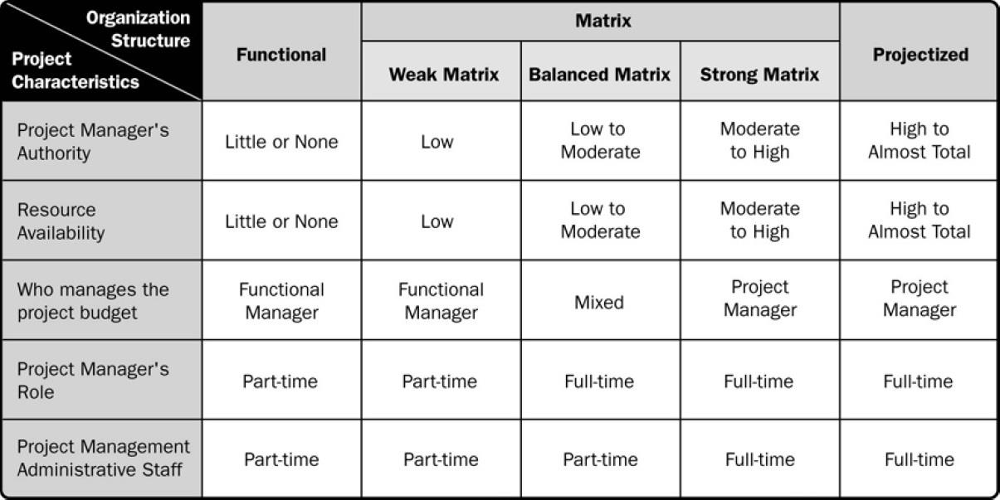 Organization
Structure
Project
Characteristics
Functional
Matrix
Weak Matrix
Balanced Matrix
Strong Matrix
Projectized
Project Manager's
Authority
Little or None
Low
Low to
Moderate
Moderate
to High
High to
Almost Total
Resource
Availability
Little or None
Low
Low to
Moderate
Moderate
to High
High to
Almost Total
Who manages the
project budget
Functional
Manager
Functional
Manager
Mixed
Project
Manager
Project
Manager
Project Manager's
Role
Part-time
Part-time
Full-time
Full-time
Full-time
Project Management
Administrative Staff
Part-time
Part-time
Part-time
Full-time
Full-time